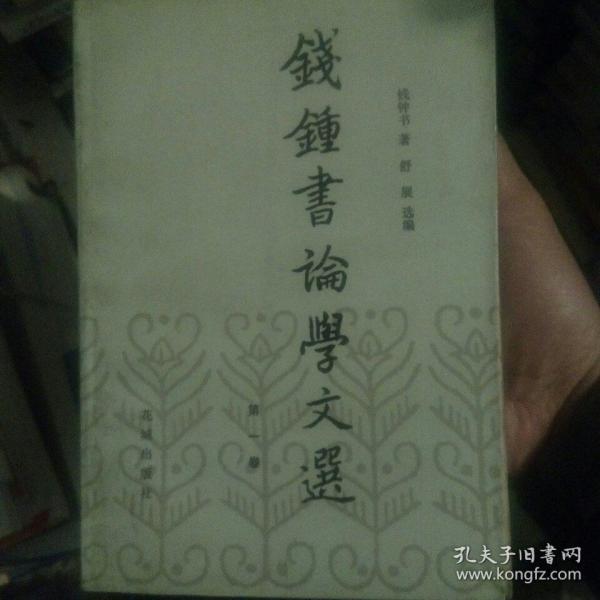 錢鍾書論學文選
钱钟书 著 舒展 选编
第一卷
花城出版社
孔夫子旧书网
www.kongfz.com